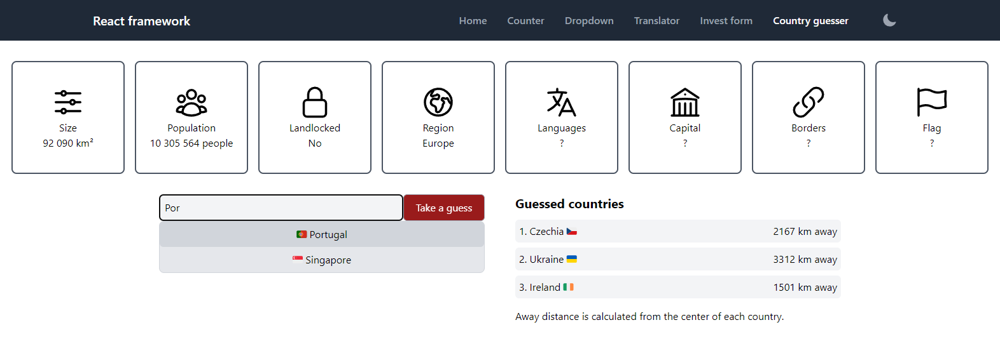 React framework
Home Counter Dropdown Translator Invest form Country guesser
Size
92 090 km²
Population
10 305 564 people
Landlocked
No
Region
Europe
Languages
?
Capital
?
Borders
?
Flag
?
Por
Take a guess
Portugal
Singapore
Guessed countries
1. Czechia 2167 km away
2. Ukraine 3312 km away
3. Ireland 1501 km away
Away distance is calculated from the center of each country.